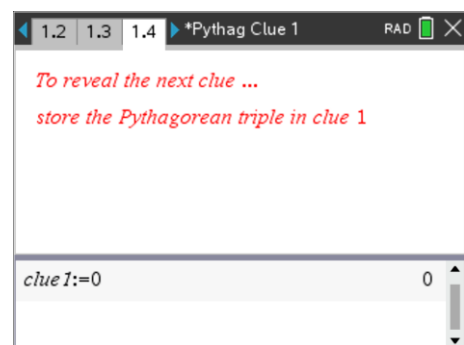 1.2 1.3 1.4 *Pythag Clue 1 RAD
To reveal the next clue ...
store the Pythagorean triple in clue 1
clue1:=0 0